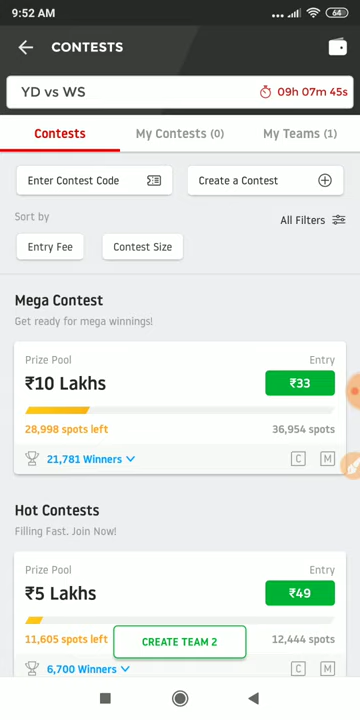 9:52 AM
64
CONTESTS
YD vs WS
09h 07m 45s
Contests
My Contests (0)
My Teams (1)
Enter Contest Code
Create a Contest
Sort by
All Filters
Entry Fee
Contest Size
Mega Contest
Get ready for mega winnings!
Prize Pool
Entry
₹10 Lakhs
₹33
28,998 spots left
36,954 spots
21,781 Winners
C
M
Hot Contests
Filling Fast. Join Now!
Prize Pool
Entry
₹5 Lakhs
₹49
11,605 spots left
CREATE TEAM 2
12,444 spots
6,700 Winners
C
M